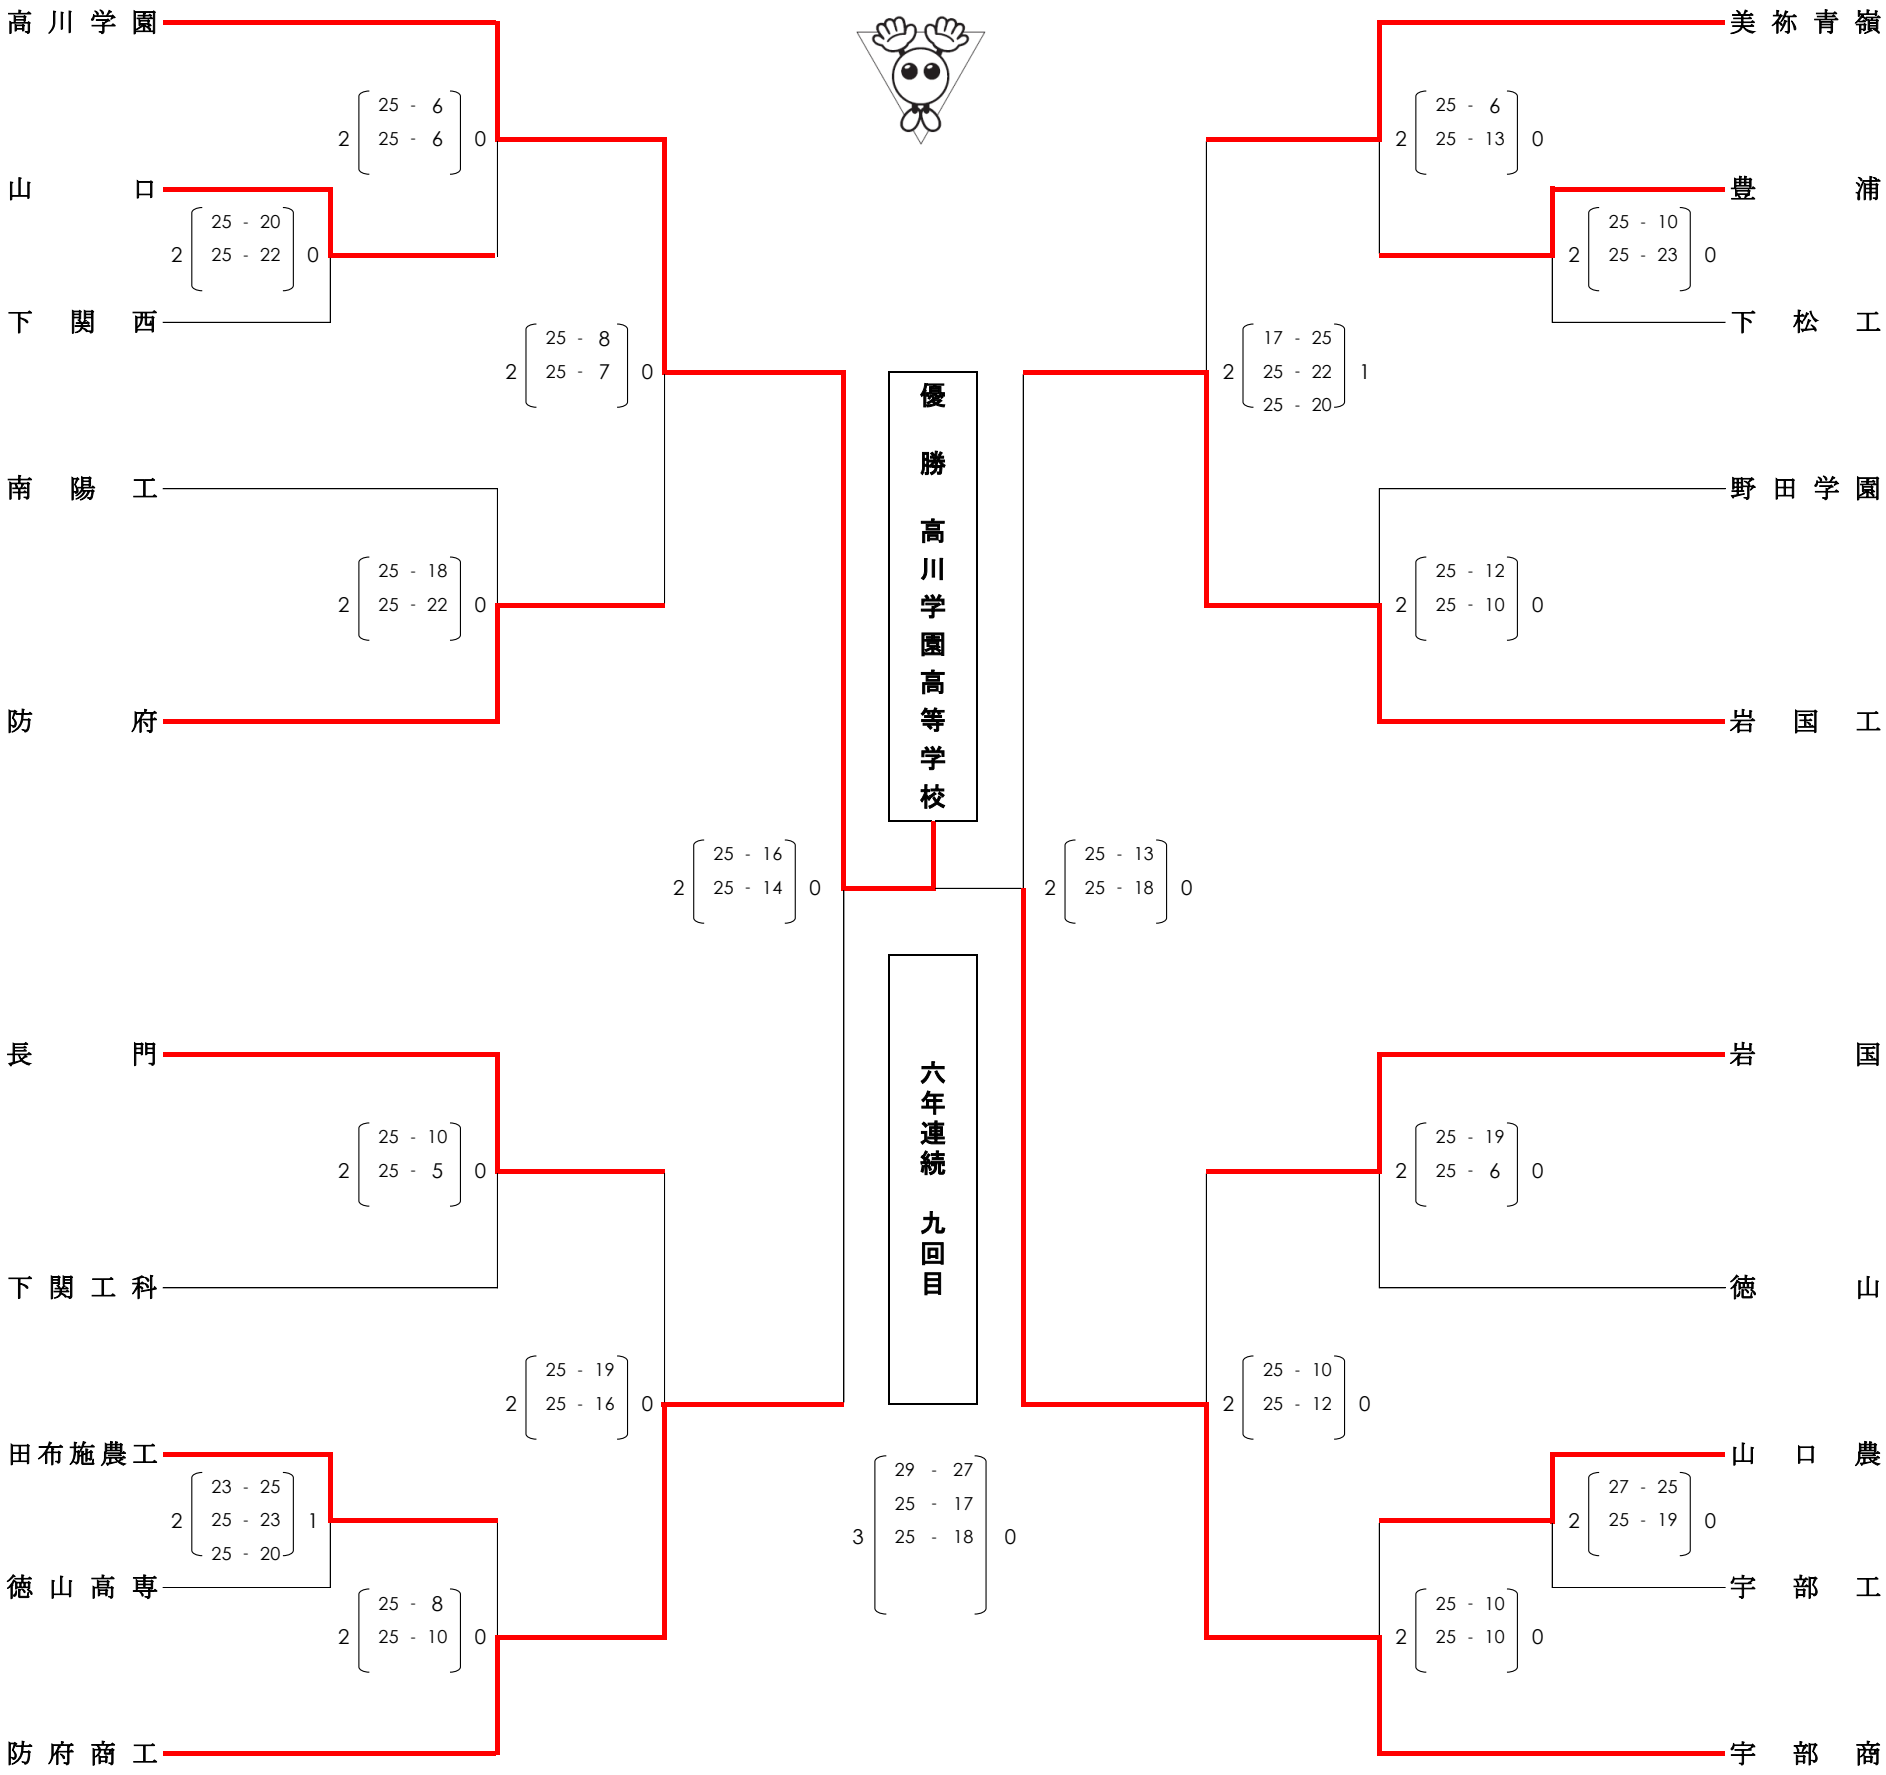 高川学園
25 - 6
2 25 - 6 0
山口
25 - 20
2 25 - 22 0
下関西
25 - 8
2 25 - 7 0
南陽工
25 - 18
2 25 - 22 0
防府
25 - 16
2 25 - 14 0
長門
25 - 10
2 25 - 5 0
下関工科
25 - 19
2 25 - 16 0
田布施農工
23 - 25
2 25 - 23 1
25 - 20
徳山高専
25 - 8
2 25 - 10 0
防府商工
優勝 高川学園高等学校
六年連続 九回目
29 - 27
25 - 17
3 25 - 18 0
美祢青嶺
25 - 6
2 25 - 13 0
豊浦
25 - 10
2 25 - 23 0
下松工
17 - 25
2 25 - 22 1
25 - 20
野田学園
25 - 12
2 25 - 10 0
岩国工
25 - 13
2 25 - 18 0
岩国
25 - 19
2 25 - 6 0
徳山
25 - 10
2 25 - 12 0
山口農
27 - 25
2 25 - 19 0
宇部工
25 - 10
2 25 - 10 0
宇部商